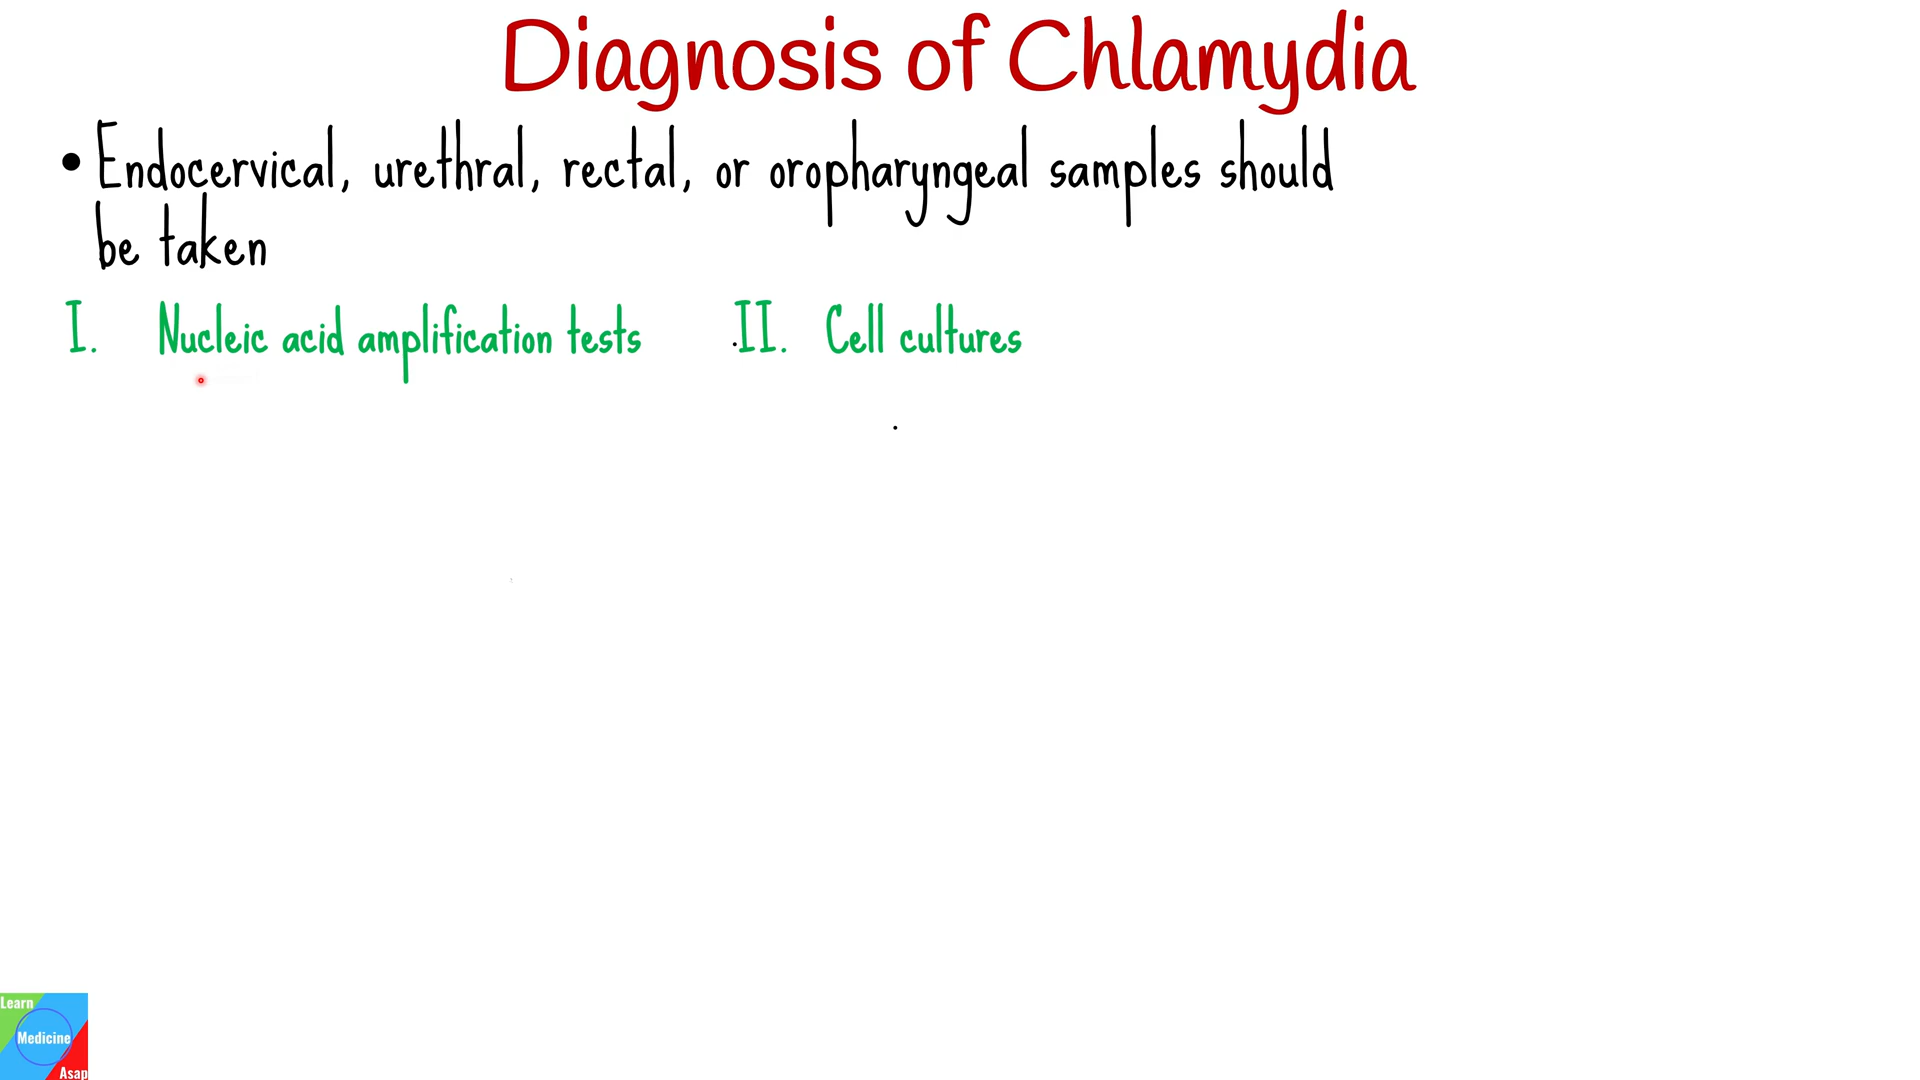 Diagnosis of Chlamydia
• Endocervical, urethral, rectal, or oropharyngeal samples should
be taken
I. Nucleic acid amplification tests II. Cell cultures
Learn
Medicine
Asap